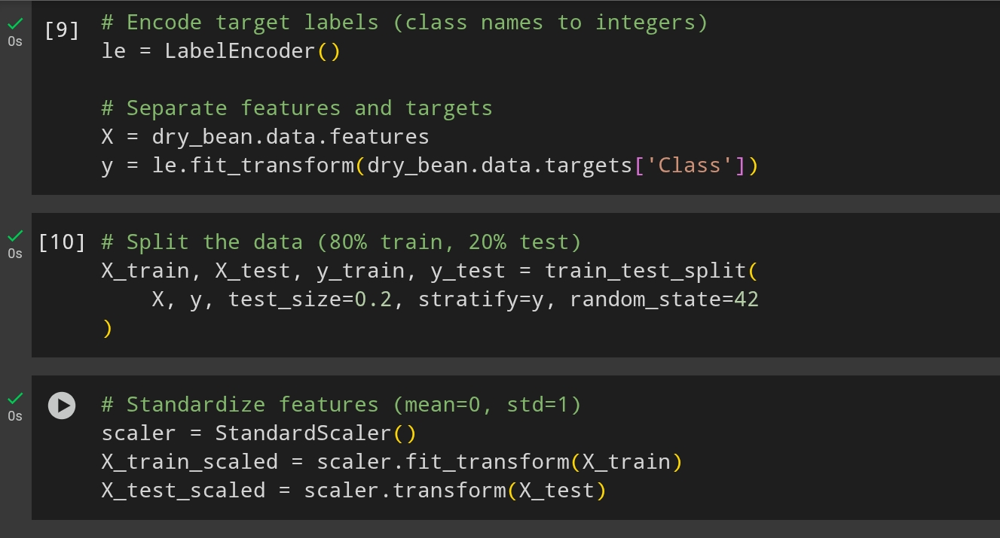 [9] # Encode target labels (class names to integers)
0s
le = LabelEncoder()
# Separate features and targets
X = dry_bean.data.features
y = le.fit_transform(dry_bean.data.targets['Class'])
[10] # Split the data (80% train, 20% test)
0s
X_train, X_test, y_train, y_test = train_test_split(
    X, y, test_size=0.2, stratify=y, random_state=42
)
# Standardize features (mean=0, std=1)
0s
scaler = StandardScaler()
X_train_scaled = scaler.fit_transform(X_train)
X_test_scaled = scaler.transform(X_test)